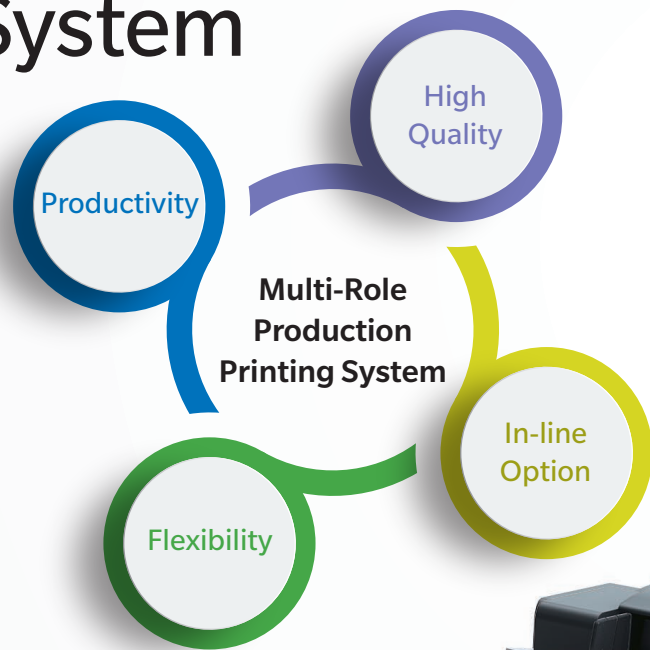 System
High
Quality
Productivity
Multi-Role
Production
Printing System
In-line
Option
Flexibility